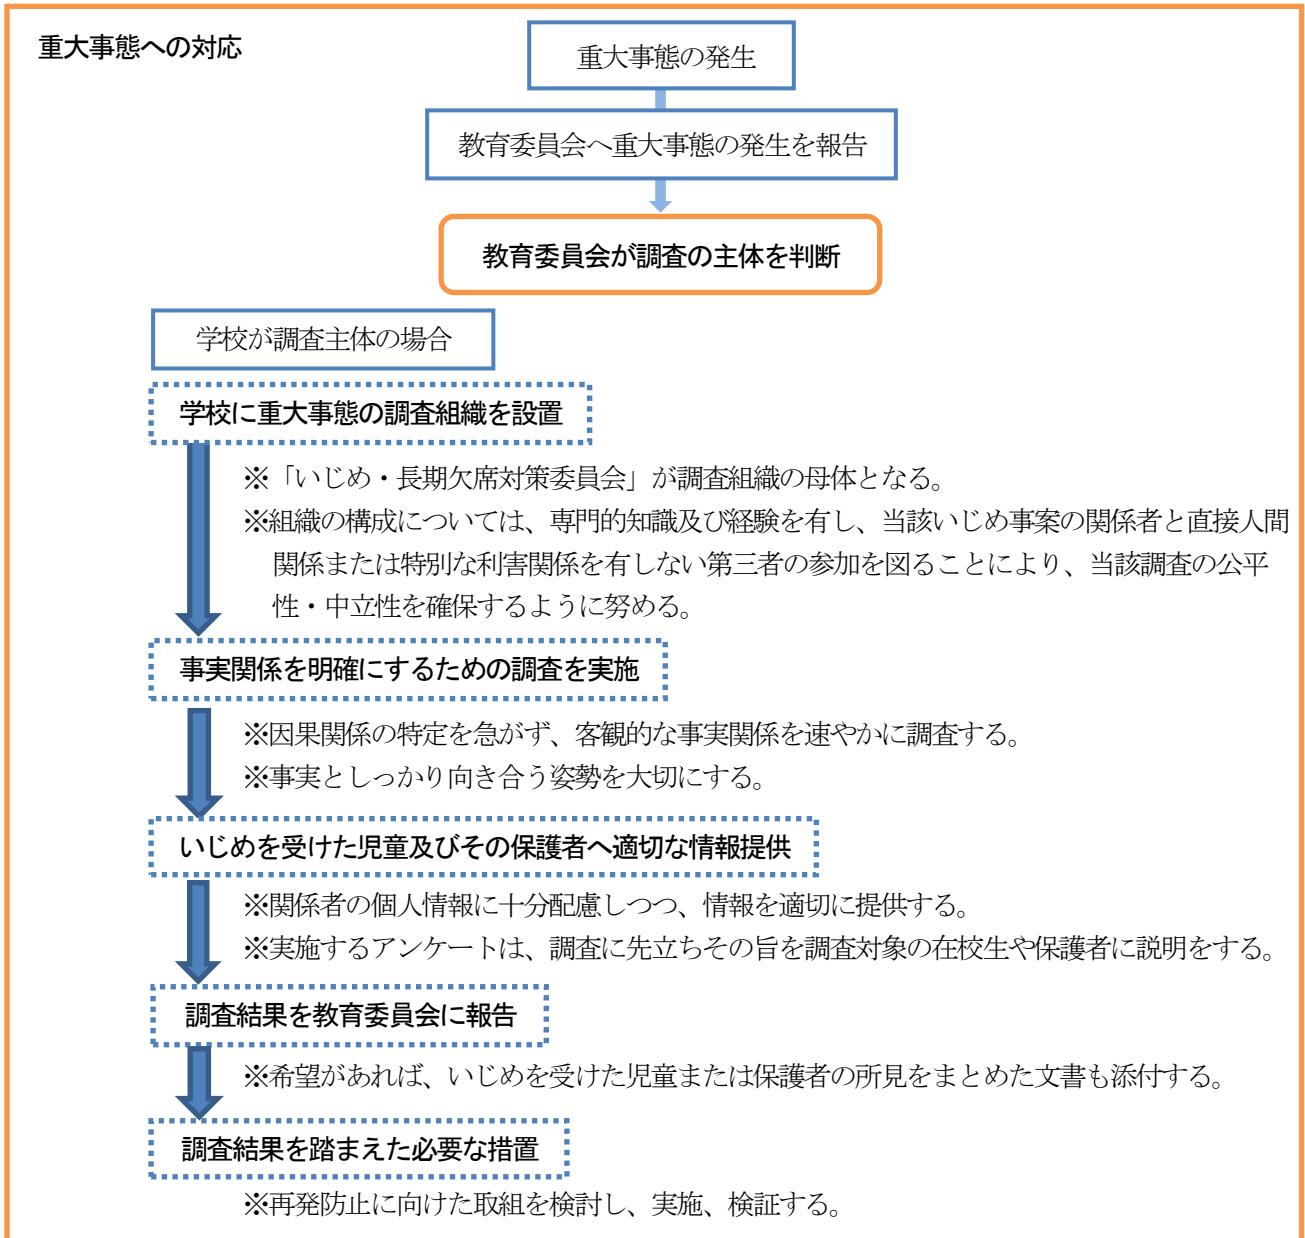 重大事態への対応
重大事態の発生
教育委員会へ重大事態の発生を報告
教育委員会が調査の主体を判断
学校が調査主体の場合
学校に重大事態の調査組織を設置
※「いじめ・長期欠席対策委員会」が調査組織の母体となる。
※組織の構成については、専門的知識及び経験を有し、当該いじめ事案の関係者と直接人間
関係または特別な利害関係を有しない第三者の参加を図ることにより、当該調査の公平
性・中立性を確保するように努める。
事実関係を明確にするための調査を実施
※因果関係の特定を急がず、客観的な事実関係を速やかに調査する。
※事実としっかり向き合う姿勢を大切にする。
いじめを受けた児童及びその保護者へ適切な情報提供
※関係者の個人情報に十分配慮しつつ、情報を適切に提供する。
※実施するアンケートは、調査に先立ちその旨を調査対象の在校生や保護者に説明をする。
調査結果を教育委員会に報告
※希望があれば、いじめを受けた児童または保護者の所見をまとめた文書も添付する。
調査結果を踏まえた必要な措置
※再発防止に向けた取組を検討し、実施、検証する。